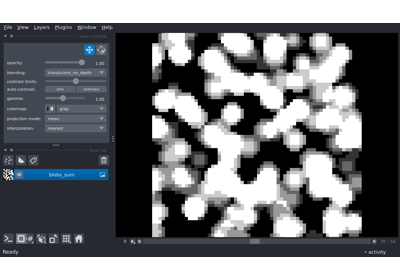 File View Layers Plugins Window Help
opacity: 1.00
blending: translucent_no_depth
contrast limits:
auto-contrast: once continuous
gamma: 1.00
colormap: gray
projection mode: none
interpolation: nearest
blobs_sum
Ready
activity